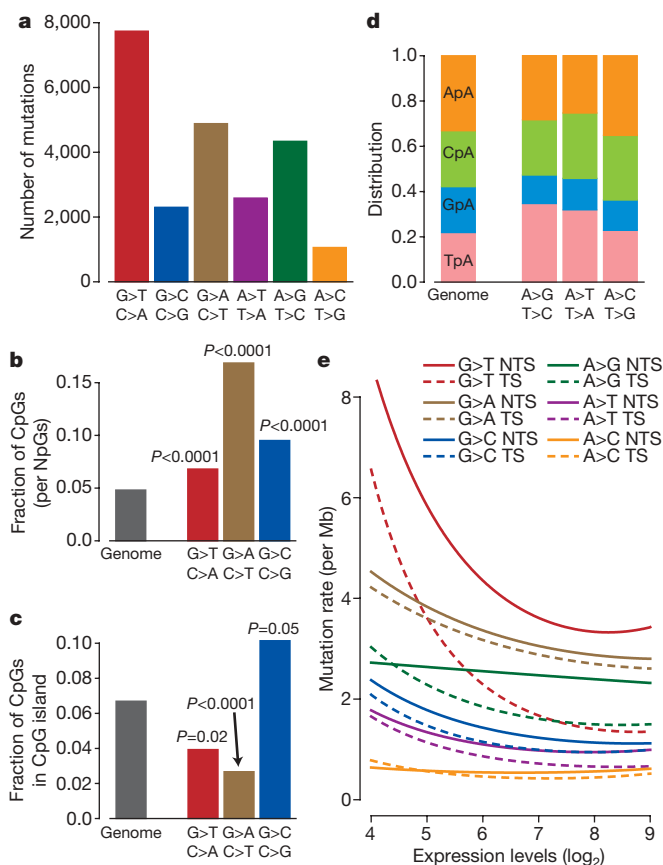 a
Number of mutations
8,000
6,000
4,000
2,000
0
G>T G>C G>A A>T A>G A>C
C>A C>G C>T T>A T>C T>G
b
Fraction of CpGs
(per NpGs)
0.15
0.10
0.05
0.00
P<0.0001
P<0.0001
P<0.0001
Genome
G>T G>A G>C
C>A C>T C>G
c
Fraction of CpGs
in CpG island
0.10
0.08
0.06
0.04
0.02
0.00
P=0.05
P<0.0001
P=0.02
Genome
G>T G>A G>C
C>A C>T C>G
d
Distribution
1.0
0.8
0.6
0.4
0.2
0.0
ApA
CpA
GpA
TpA
Genome
A>G A>T A>C
T>C T>A T>G
e
Mutation rate (per Mb)
8
6
4
2
0
G>T NTS
G>T TS
G>A NTS
G>A TS
G>C NTS
G>C TS
A>G NTS
A>G TS
A>T NTS
A>T TS
A>C NTS
A>C TS
4 5 6 7 8 9
Expression levels (log2)